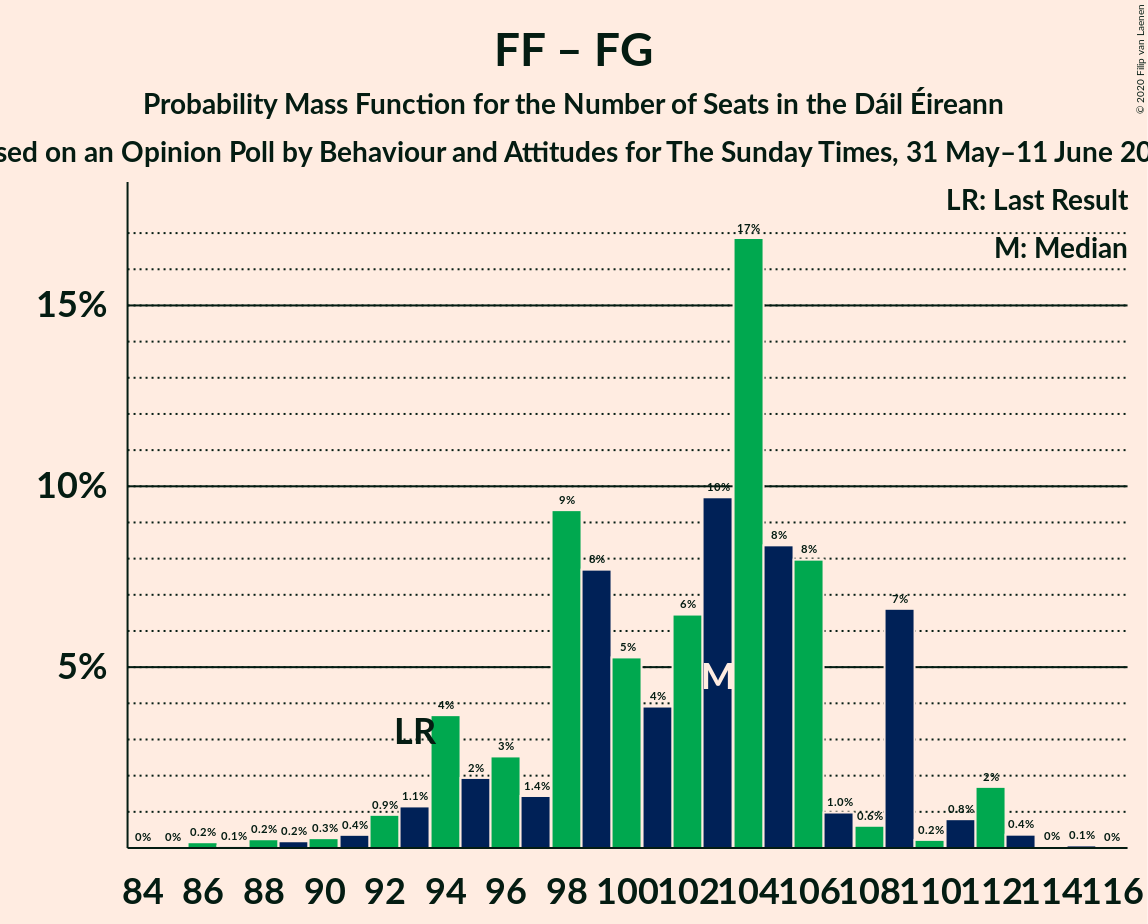 FF – FG
Probability Mass Function for the Number of Seats in the Dáil Éireann
sed on an Opinion Poll by Behaviour and Attitudes for The Sunday Times, 31 May–11 June 20
© 2020 Filip van Laenen
LR: Last Result
M: Median
17%
15%
10%
10%
9%
8%
8%
8%
7%
6%
5%
5%
4%
M
4%
LR
3%
2%
2%
1.4%
1.1%
1.0%
0.9%
0.8%
0.6%
0% 0% 0.2% 0.1% 0.2% 0.2% 0.3% 0.4% 0.2% 0.4% 0% 0.1% 0%
84 86 88 90 92 94 96 98 100 102 104 106 108 110 112 114 116